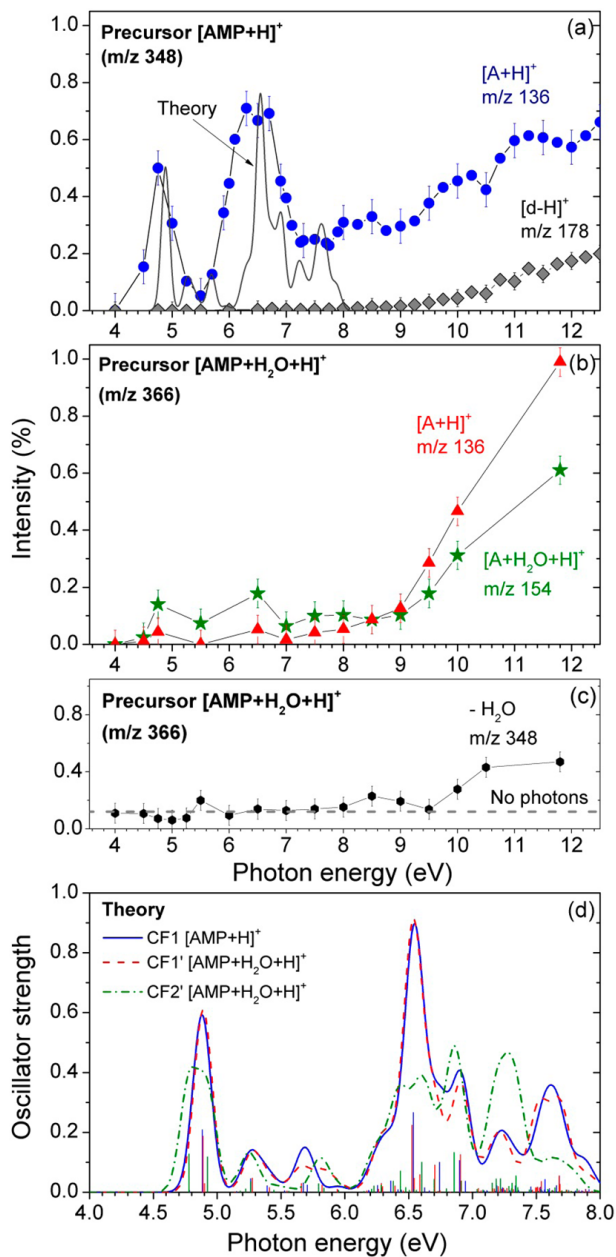 Precursor [AMP+H]+
(m/z 348)
(a)
[A+H]+
m/z 136
Theory
[d-H]+
m/z 178
1.0
0.8
0.6
0.4
0.2
0.0
4 5 6 7 8 9 10 11 12
Precursor [AMP+H2O+H]+
(m/z 366)
(b)
[A+H]+
m/z 136
[A+H2O+H]+
m/z 154
1.0
0.8
0.6
0.4
0.2
0.0
4 5 6 7 8 9 10 11 12
Intensity (%)
Precursor [AMP+H2O+H]+
(m/z 366)
(c)
- H2O
m/z 348
No photons
0.8
0.4
0.0
4 5 6 7 8 9 10 11 12
Photon energy (eV)
Theory
(d)
CF1 [AMP+H]+
CF1' [AMP+H2O+H]+
CF2' [AMP+H2O+H]+
1.0
0.8
0.6
0.4
0.2
0.0
Oscillator strength
4.0 4.5 5.0 5.5 6.0 6.5 7.0 7.5 8.0
Photon energy (eV)